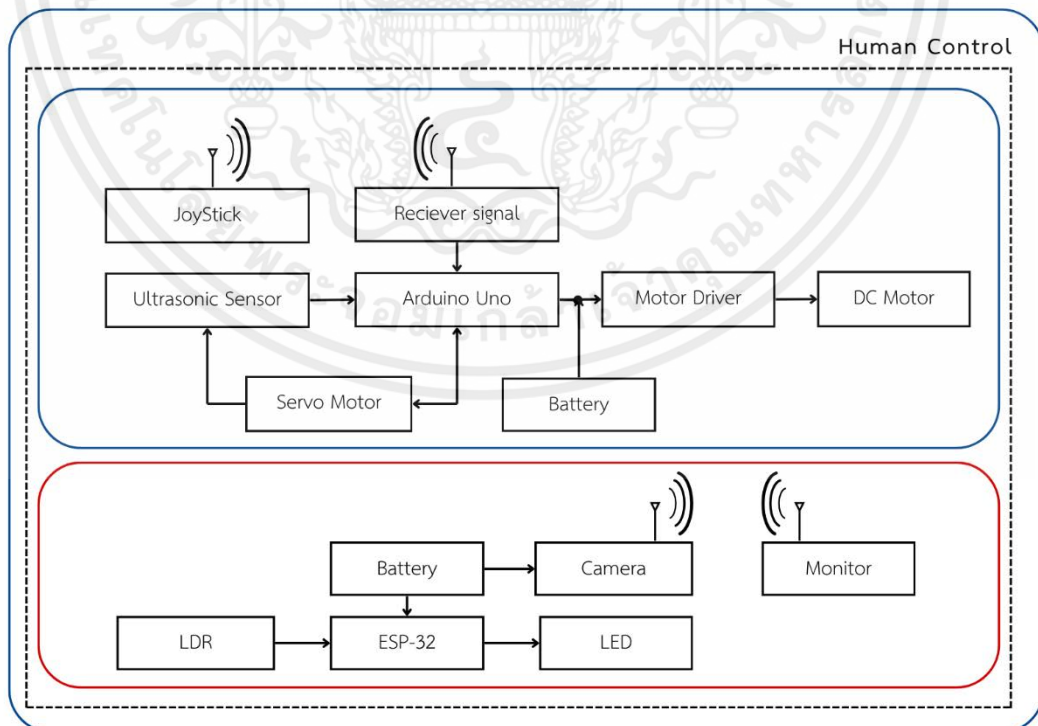 Human Control
JoyStick
Reciever signal
Ultrasonic Sensor
Arduino Uno
Motor Driver
DC Motor
Servo Motor
Battery
Battery
Camera
Monitor
LDR
ESP-32
LED